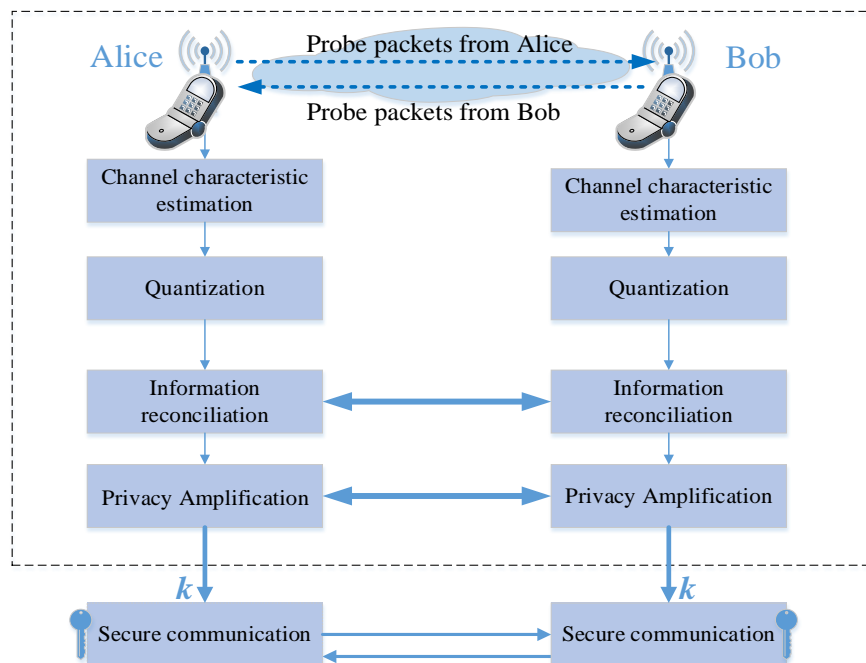 Probe packets from Alice
Alice
Bob
Probe packets from Bob
Channel characteristic
estimation
Channel characteristic
estimation
Quantization
Quantization
Information
reconciliation
Information
reconciliation
Privacy Amplification
Privacy Amplification
k
k
Secure communication
Secure communication